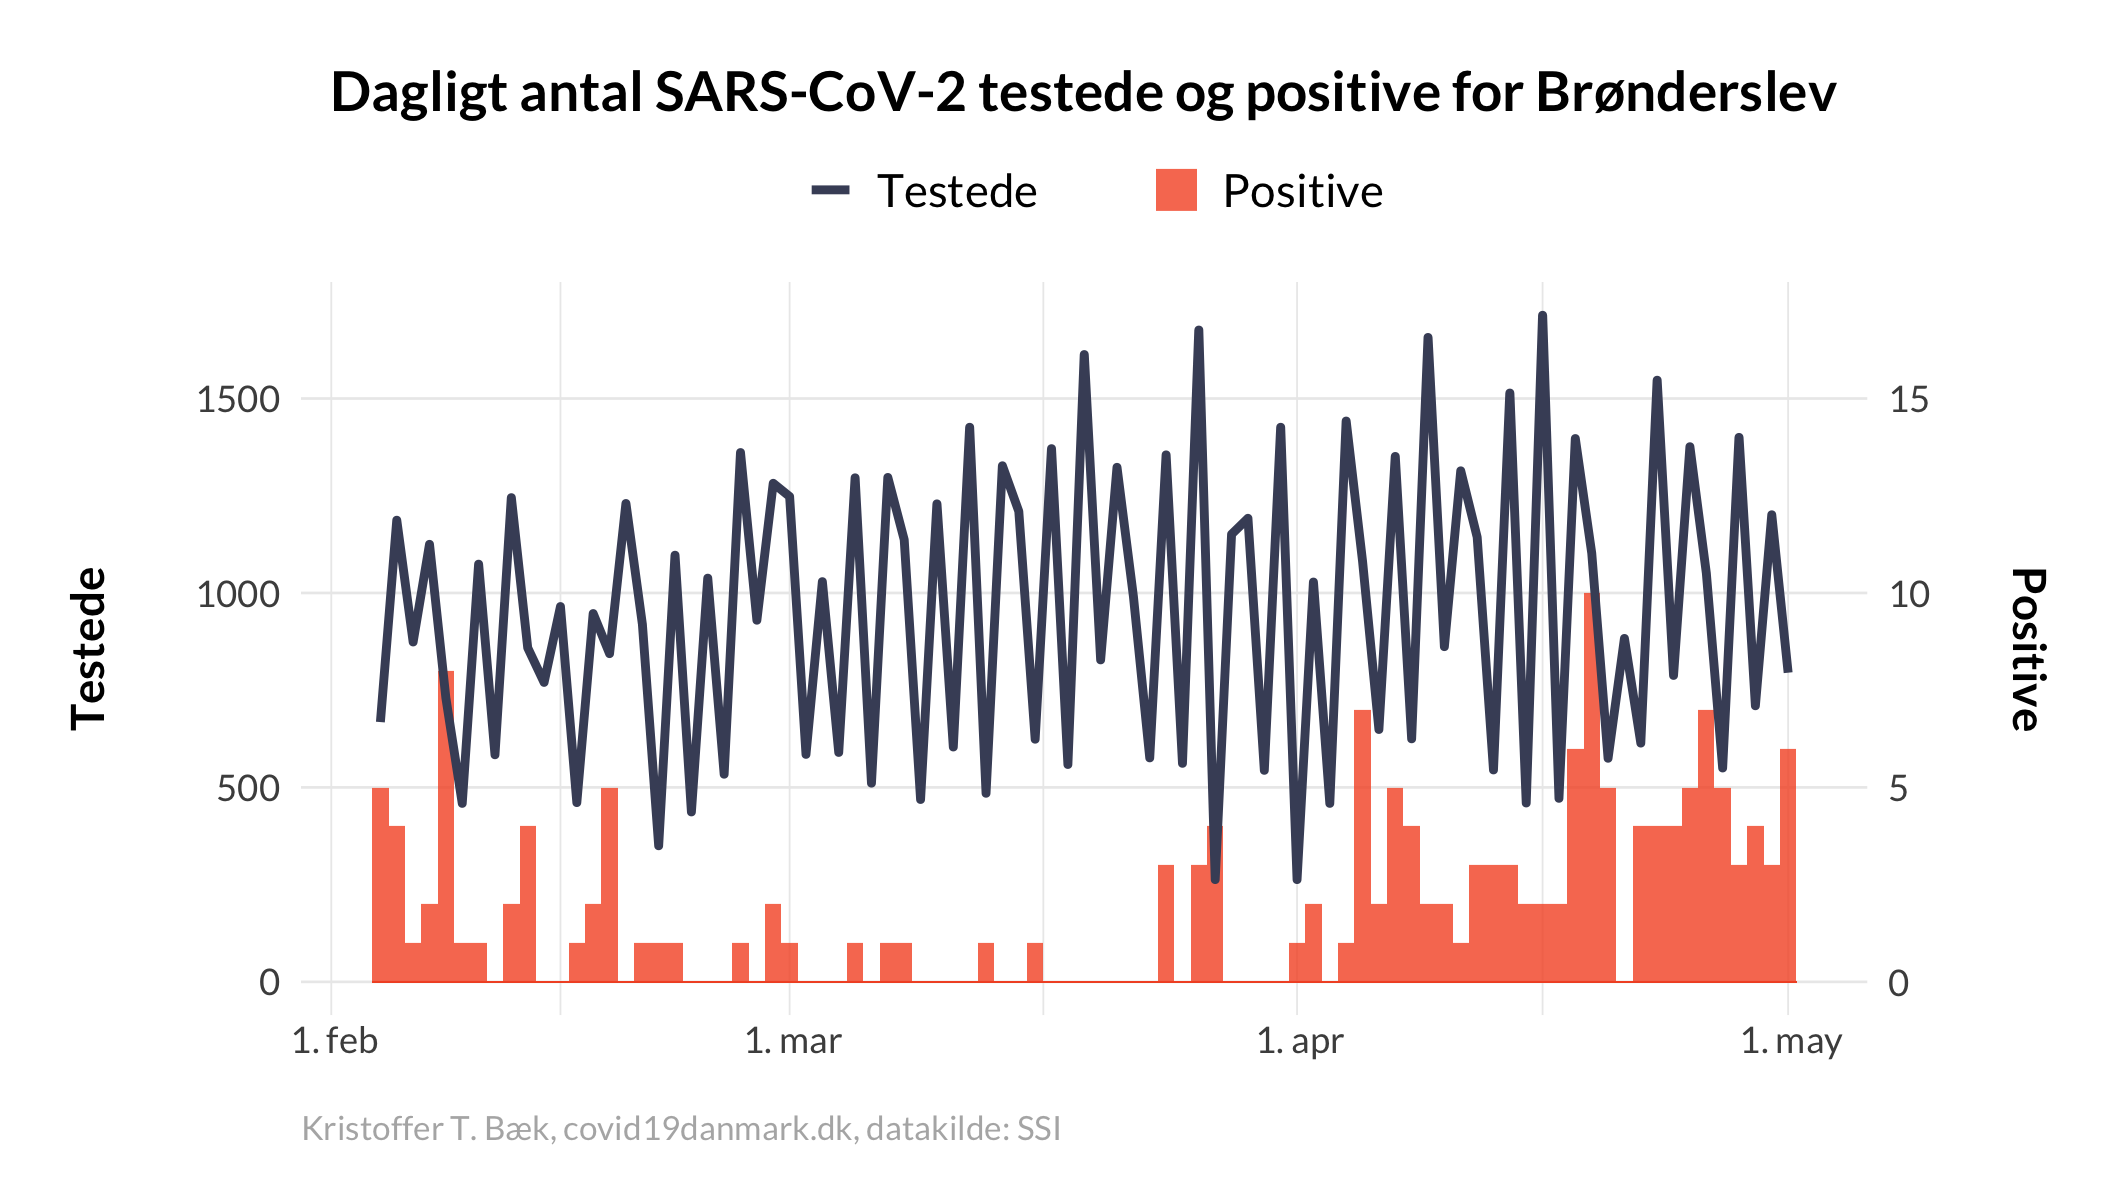 Dagligt antal SARS-CoV-2 testede og positive for Brønderslev
Testede
Positive
1500
1000
500
0
15
10
5
0
Testede
Positive
1. feb
1. mar
1. apr
1. may
Kristoffer T. Bæk, covid19danmark.dk, datakilde: SSI